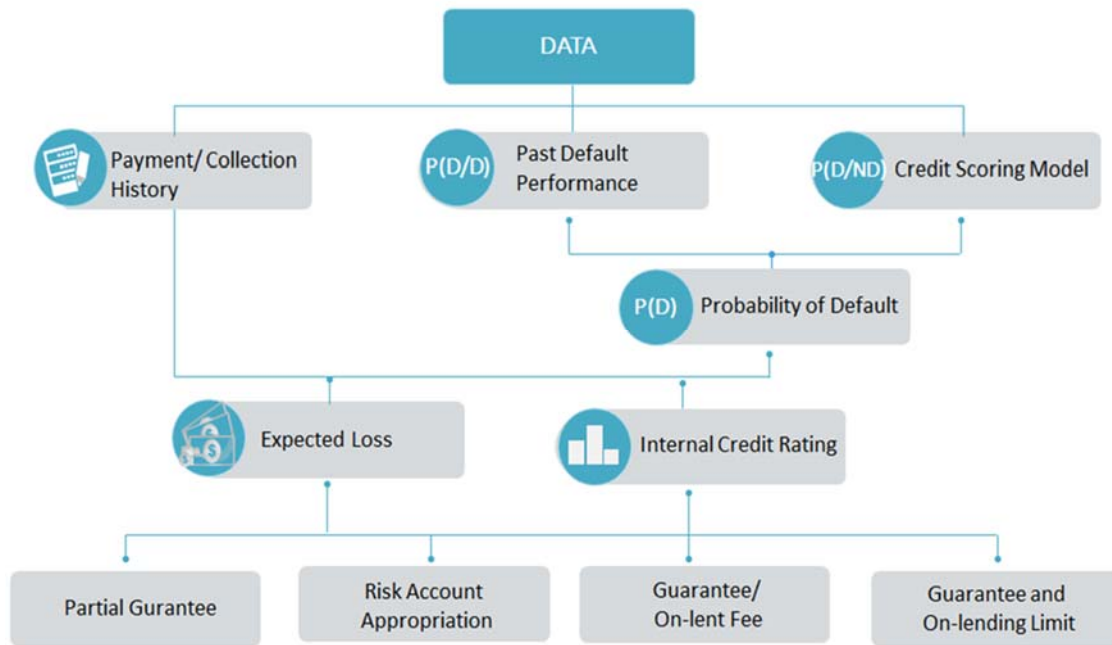 DATA
Payment/ Collection
History
P(D/D)
Past Default
Performance
P(D/ND)
Credit Scoring Model
P(D)
Probability of Default
Expected Loss
Internal Credit Rating
Partial Gurantee
Risk Account
Appropriation
Guarantee/
On-lent Fee
Guarantee and
On-lending Limit